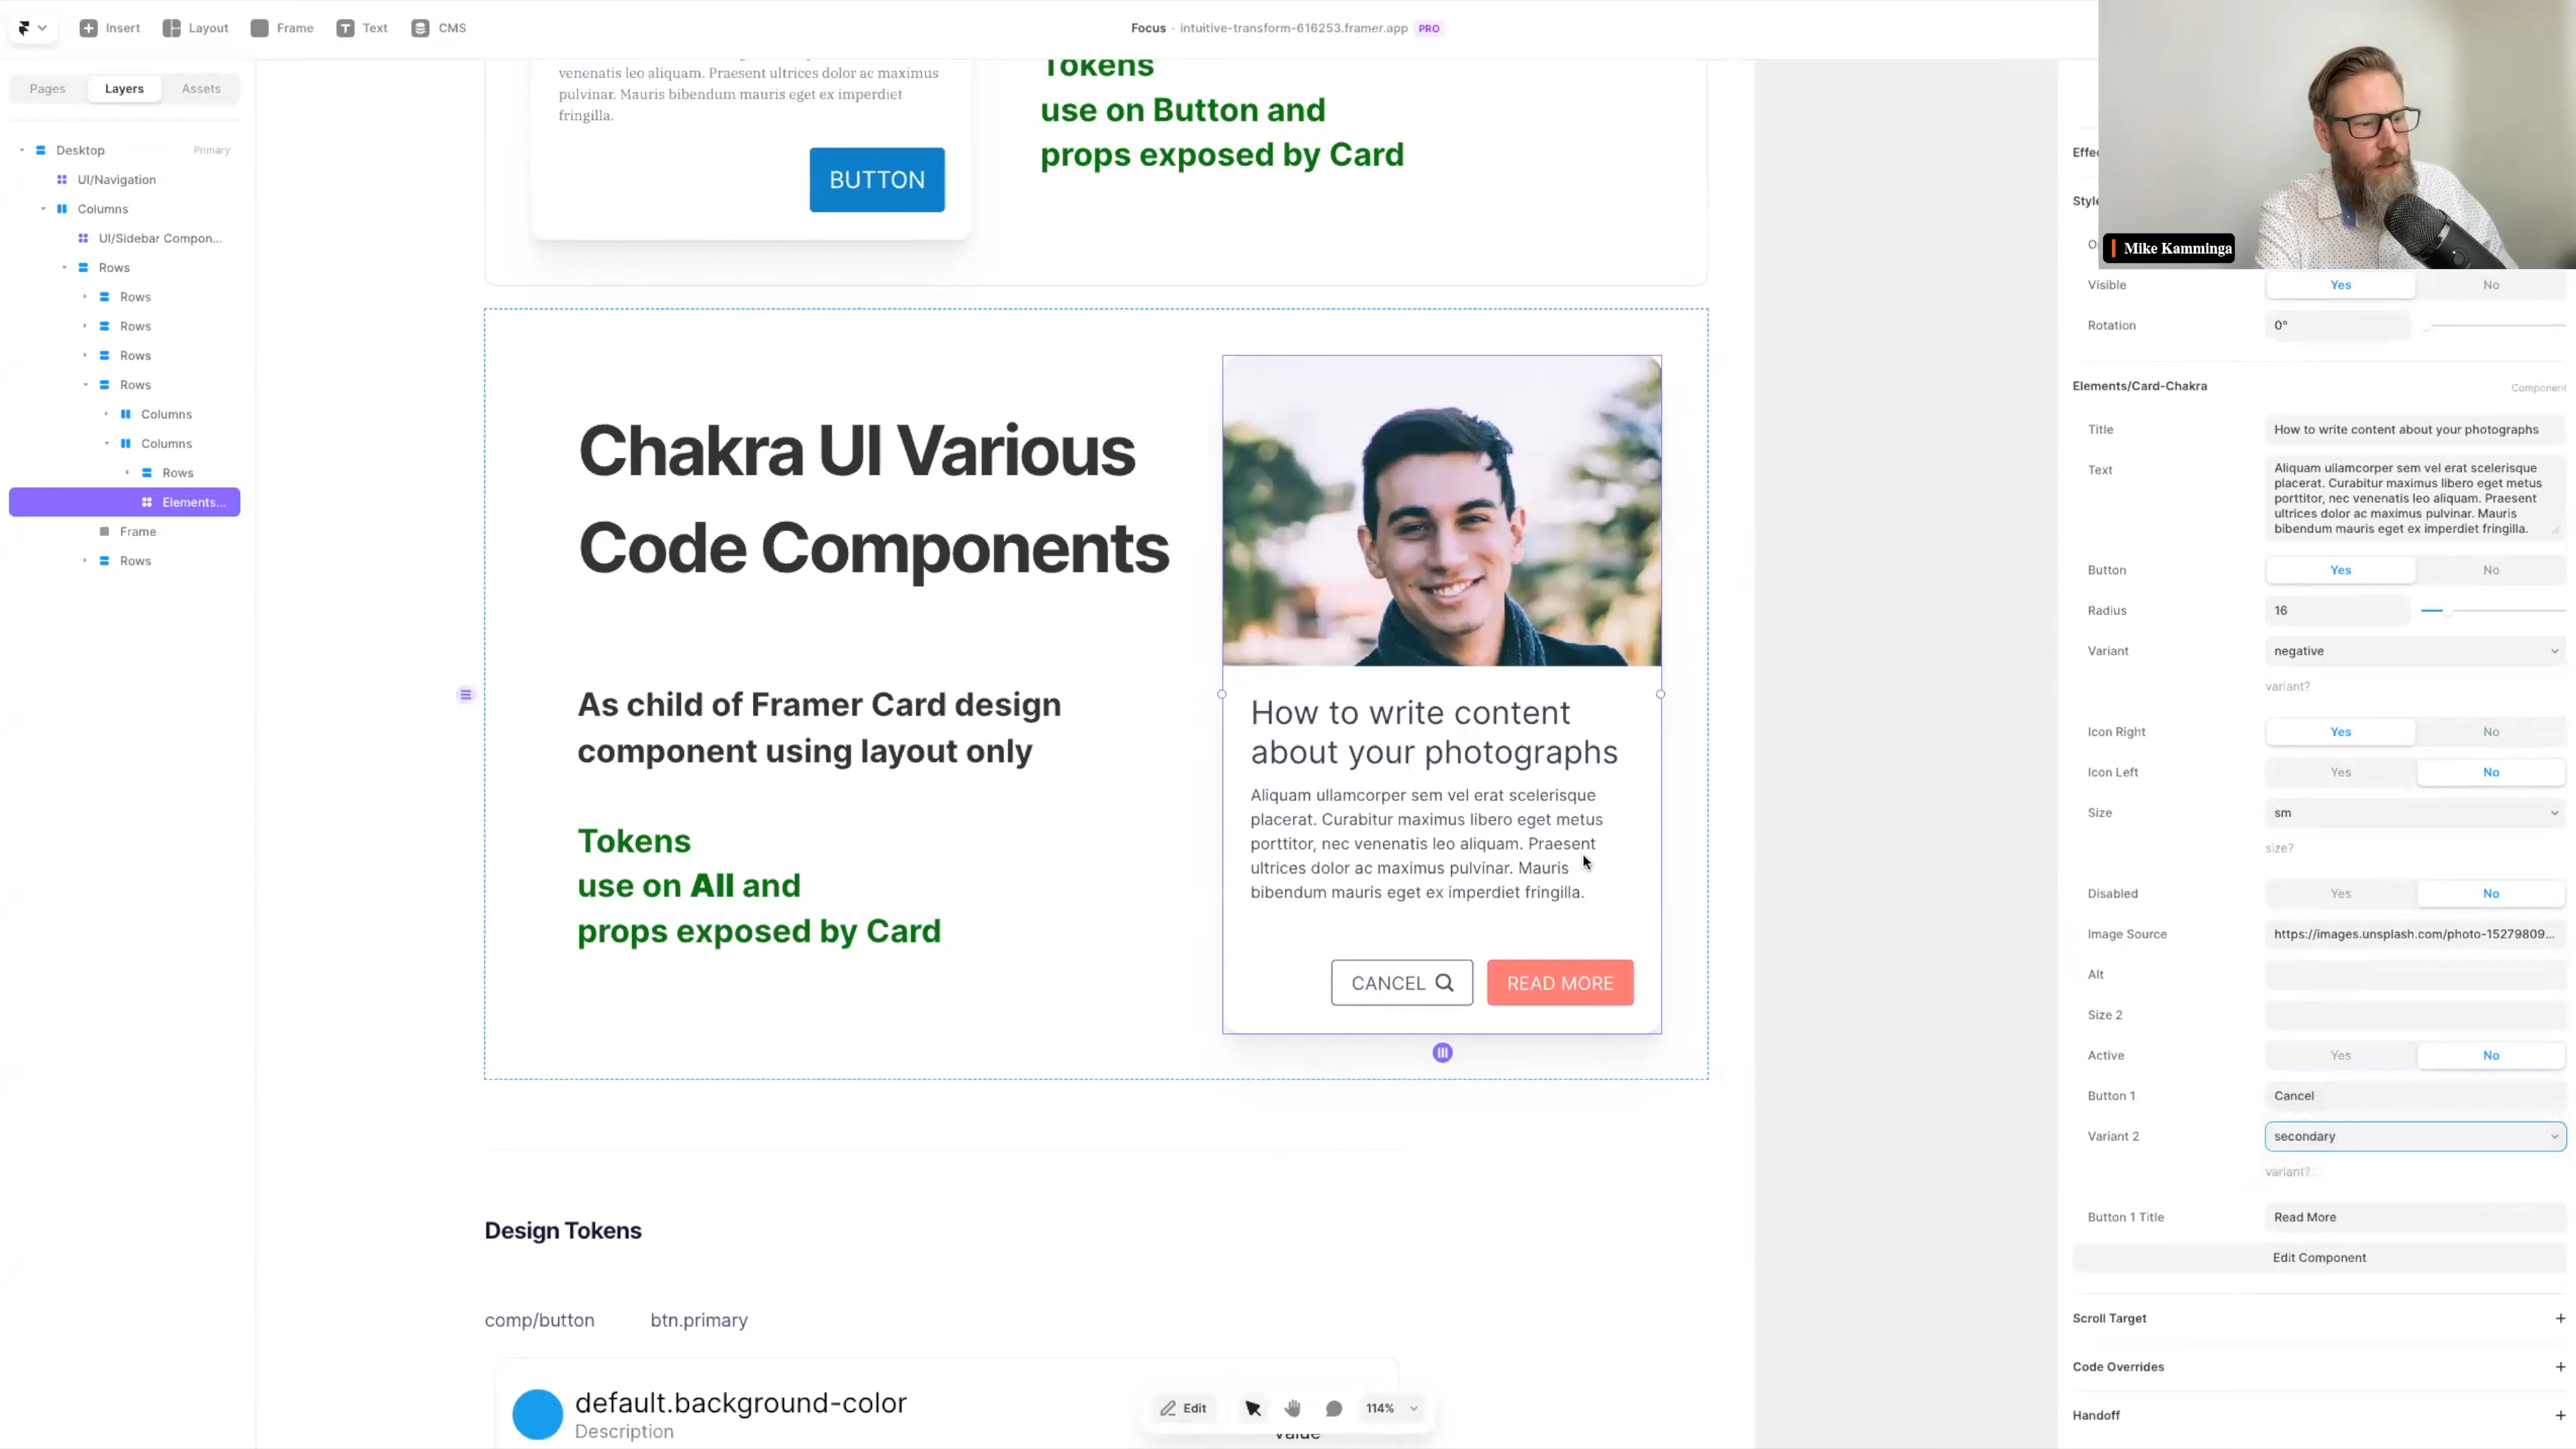 Insert
Layout
Frame
Text
CMS
Focus · intuitive-transform-616253.framer.app PRO
Pages
Layers
Assets
Desktop
Primary
UI/Navigation
Columns
UI/Sidebar Compon...
Rows
Rows
Rows
Rows
Rows
Columns
Columns
Rows
Elements...
Frame
Rows
venenatis leo aliquam. Praesent ultrices dolor ac maximus
pulvinar. Mauris bibendum mauris eget ex imperdiet
fringilla.
BUTTON
Tokens
use on Button and
props exposed by Card
Chakra UI Various
Code Components
As child of Framer Card design
component using layout only
Tokens
use on All and
props exposed by Card
How to write content
about your photographs
Aliquam ullamcorper sem vel erat scelerisque
placerat. Curabitur maximus libero eget metus
porttitor, nec venenatis leo aliquam. Praesent
ultrices dolor ac maximus pulvinar. Mauris
bibendum mauris eget ex imperdiet fringilla.
CANCEL
READ MORE
Design Tokens
comp/button
btn.primary
default.background-color
Description
Value
Edit
114%
Mike Kamminga
Effec
Style
O
Visible
Yes
No
Rotation
0°
Elements/Card-Chakra
Component
Title
How to write content about your photographs
Text
Aliquam ullamcorper sem vel erat scelerisque
placerat. Curabitur maximus libero eget metus
porttitor, nec venenatis leo aliquam. Praesent
ultrices dolor ac maximus pulvinar. Mauris
bibendum mauris eget ex imperdiet fringilla.
Button
Yes
No
Radius
16
Variant
negative
variant?
Icon Right
Yes
No
Icon Left
Yes
No
Size
sm
size?
Disabled
Yes
No
Image Source
https://images.unsplash.com/photo-15279809...
Alt
Size 2
Active
Yes
No
Button 1
Cancel
Variant 2
secondary
variant?
Button 1 Title
Read More
Edit Component
Scroll Target
Code Overrides
Handoff